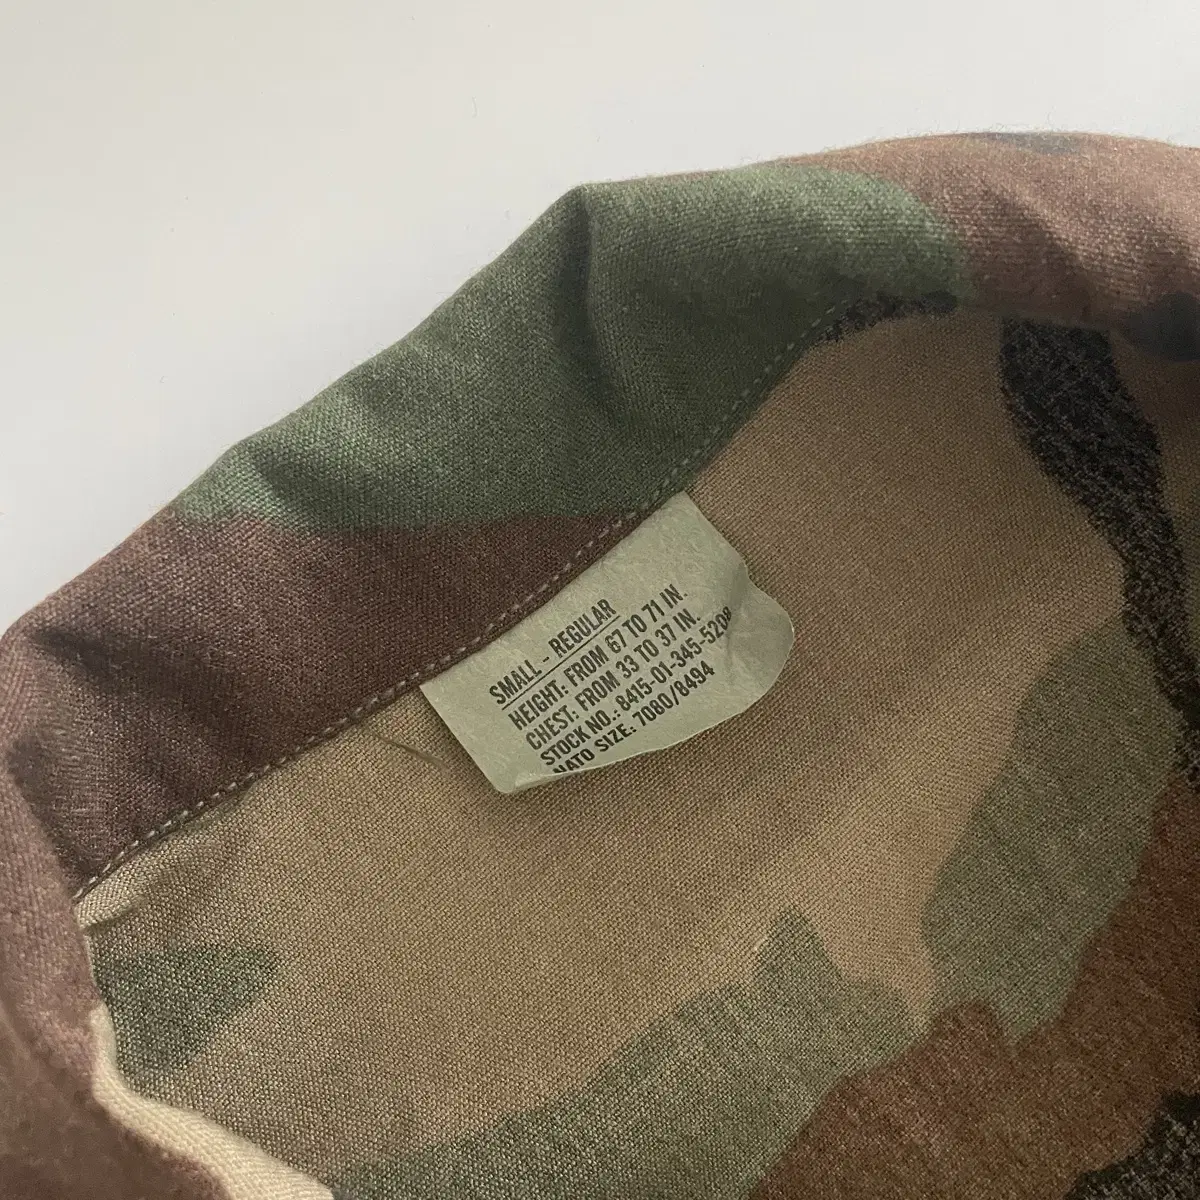 SMALL - REGULAR
HEIGHT: FROM 67 TO 71 IN.
CHEST: FROM 33 TO 37 IN.
STOCK NO.: 8415-01-345-5208
NATO SIZE: 7080/8494